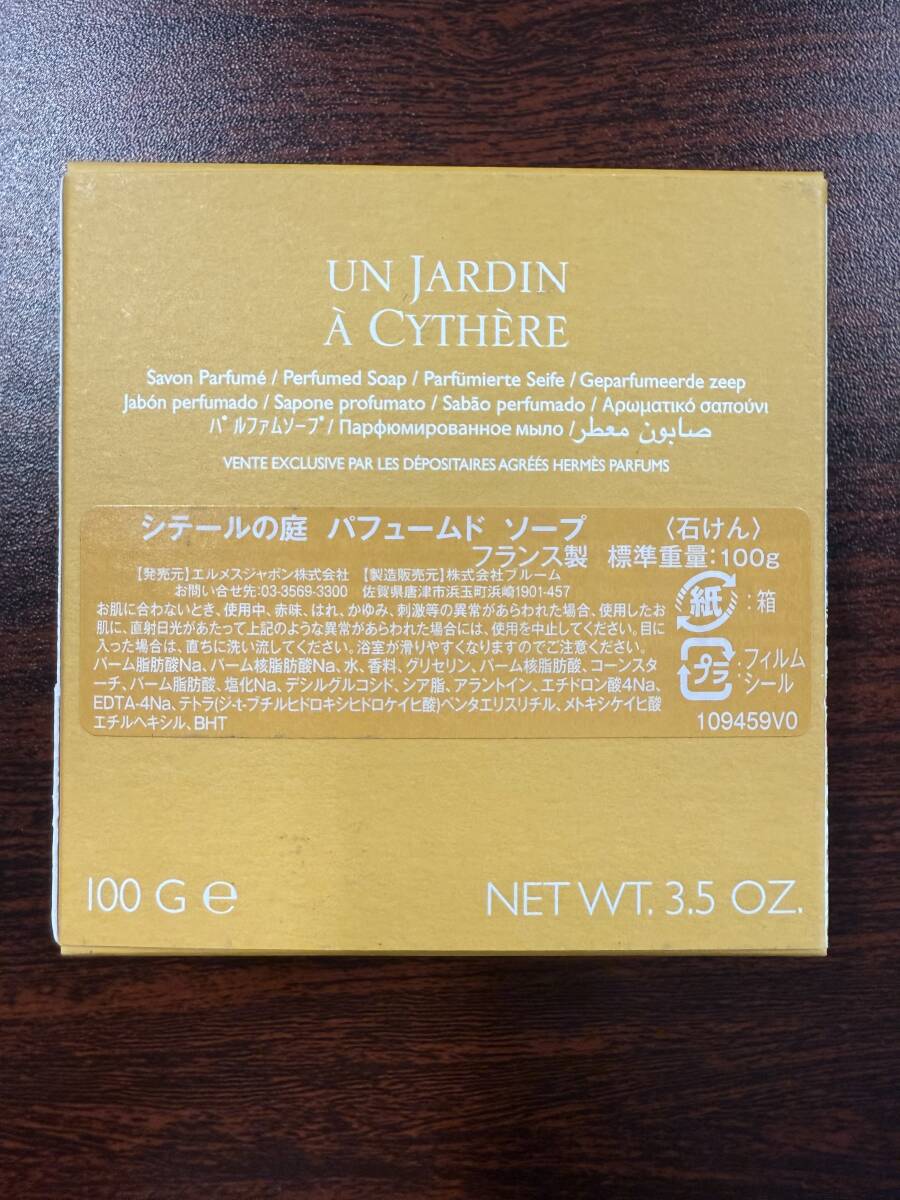 UN JARDIN
À CYTHÈRE
Savon Parfumé / Perfumed Soap / Parfümierte Seife / Geparfumeerde zeep
Jabón perfumado / Sapone profumato / Sabão perfumado / Αρωματικό σαπούνι
パルファムソープ / Парфюмированное мыло / صابون معطر
VENTE EXCLUSIVE PAR LES DÉPOSITAIRES AGRÉÉS HERMÈS PARFUMS
シテールの庭 パフュームド ソープ 〈石けん〉
フランス製 標準重量:100g
【発売元】エルメスジャポン株式会社 【製造販売元】株式会社ブルーム
お問い合せ先:03-3569-3300 佐賀県唐津市浜玉町浜崎1901-457
お肌に合わないとき、使用中、赤味、はれ、かゆみ、刺激等の異常があらわれた場合、使用したお
肌に、直射日光があたって上記のような異常があらわれた場合には、使用を中止してください。目に
入った場合は、直ちに洗い流してください。浴室が滑りやすくなりますのでご注意ください。
パーム脂肪酸Na、パーム核脂肪酸Na、水、香料、グリセリン、パーム核脂肪酸、コーンスタ
ーチ、パーム脂肪酸、塩化Na、デシルグルコシド、シア脂、アラントイン、エチドロン酸4Na、
EDTA-4Na、テトラ(ジ-t-ブチルヒドロキシヒドロケイヒ酸)ペンタエリスリチル、メトキシケイヒ酸
エチルヘキシル、BHT
紙:箱
プラ:フィルム
:シール
109459V0
100 G e
NET WT. 3.5 OZ.